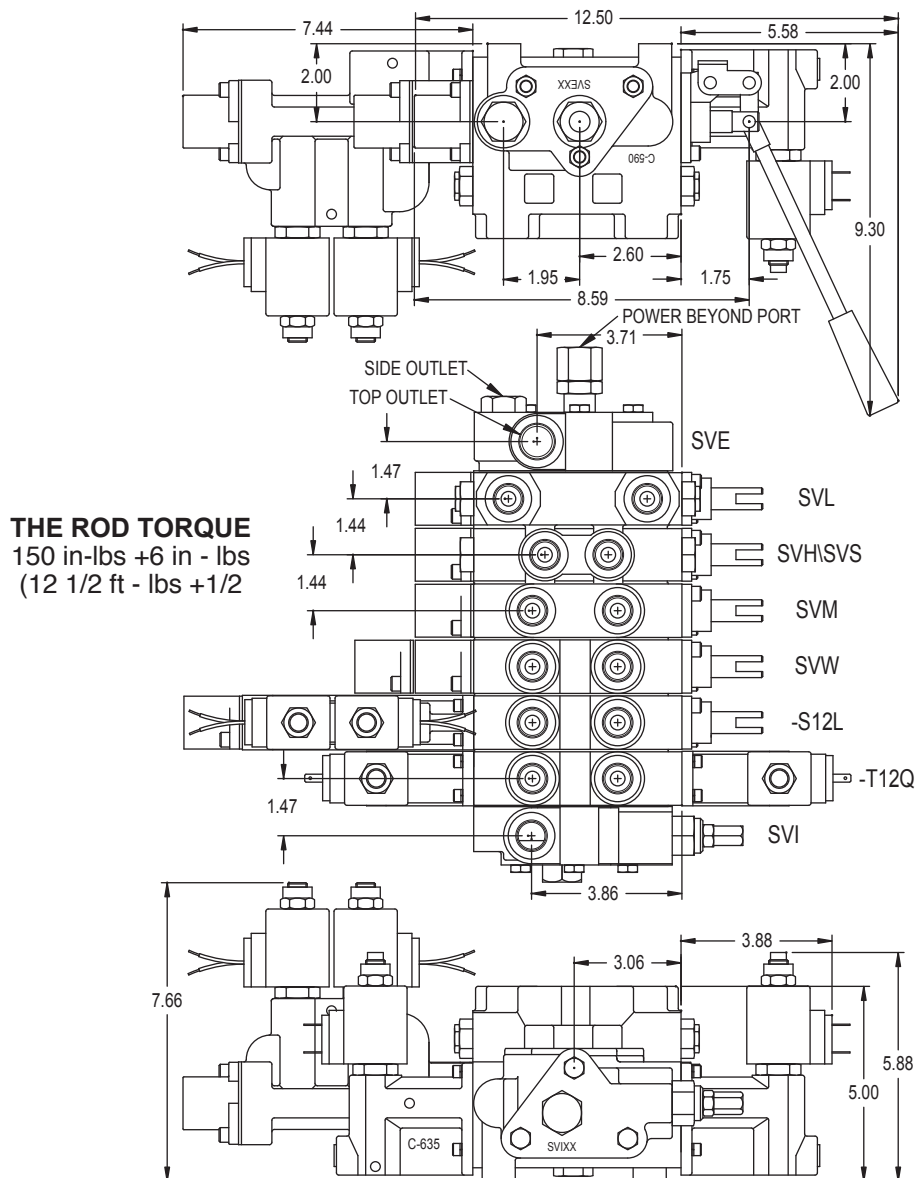 12.50
7.44
5.58
2.00
2.00
SVEXX
C-590
9.30
2.60
1.95
1.75
8.59
POWER BEYOND PORT
3.71
SIDE OUTLET
TOP OUTLET
SVE
1.47
SVL
1.44
THE ROD TORQUE
150 in-lbs +6 in - lbs
(12 1/2 ft - lbs +1/2
SVH\SVS
1.44
SVM
SVW
-S12L
-T12Q
1.47
SVI
3.86
3.88
3.06
7.66
5.88
5.00
C-635
SVIXX